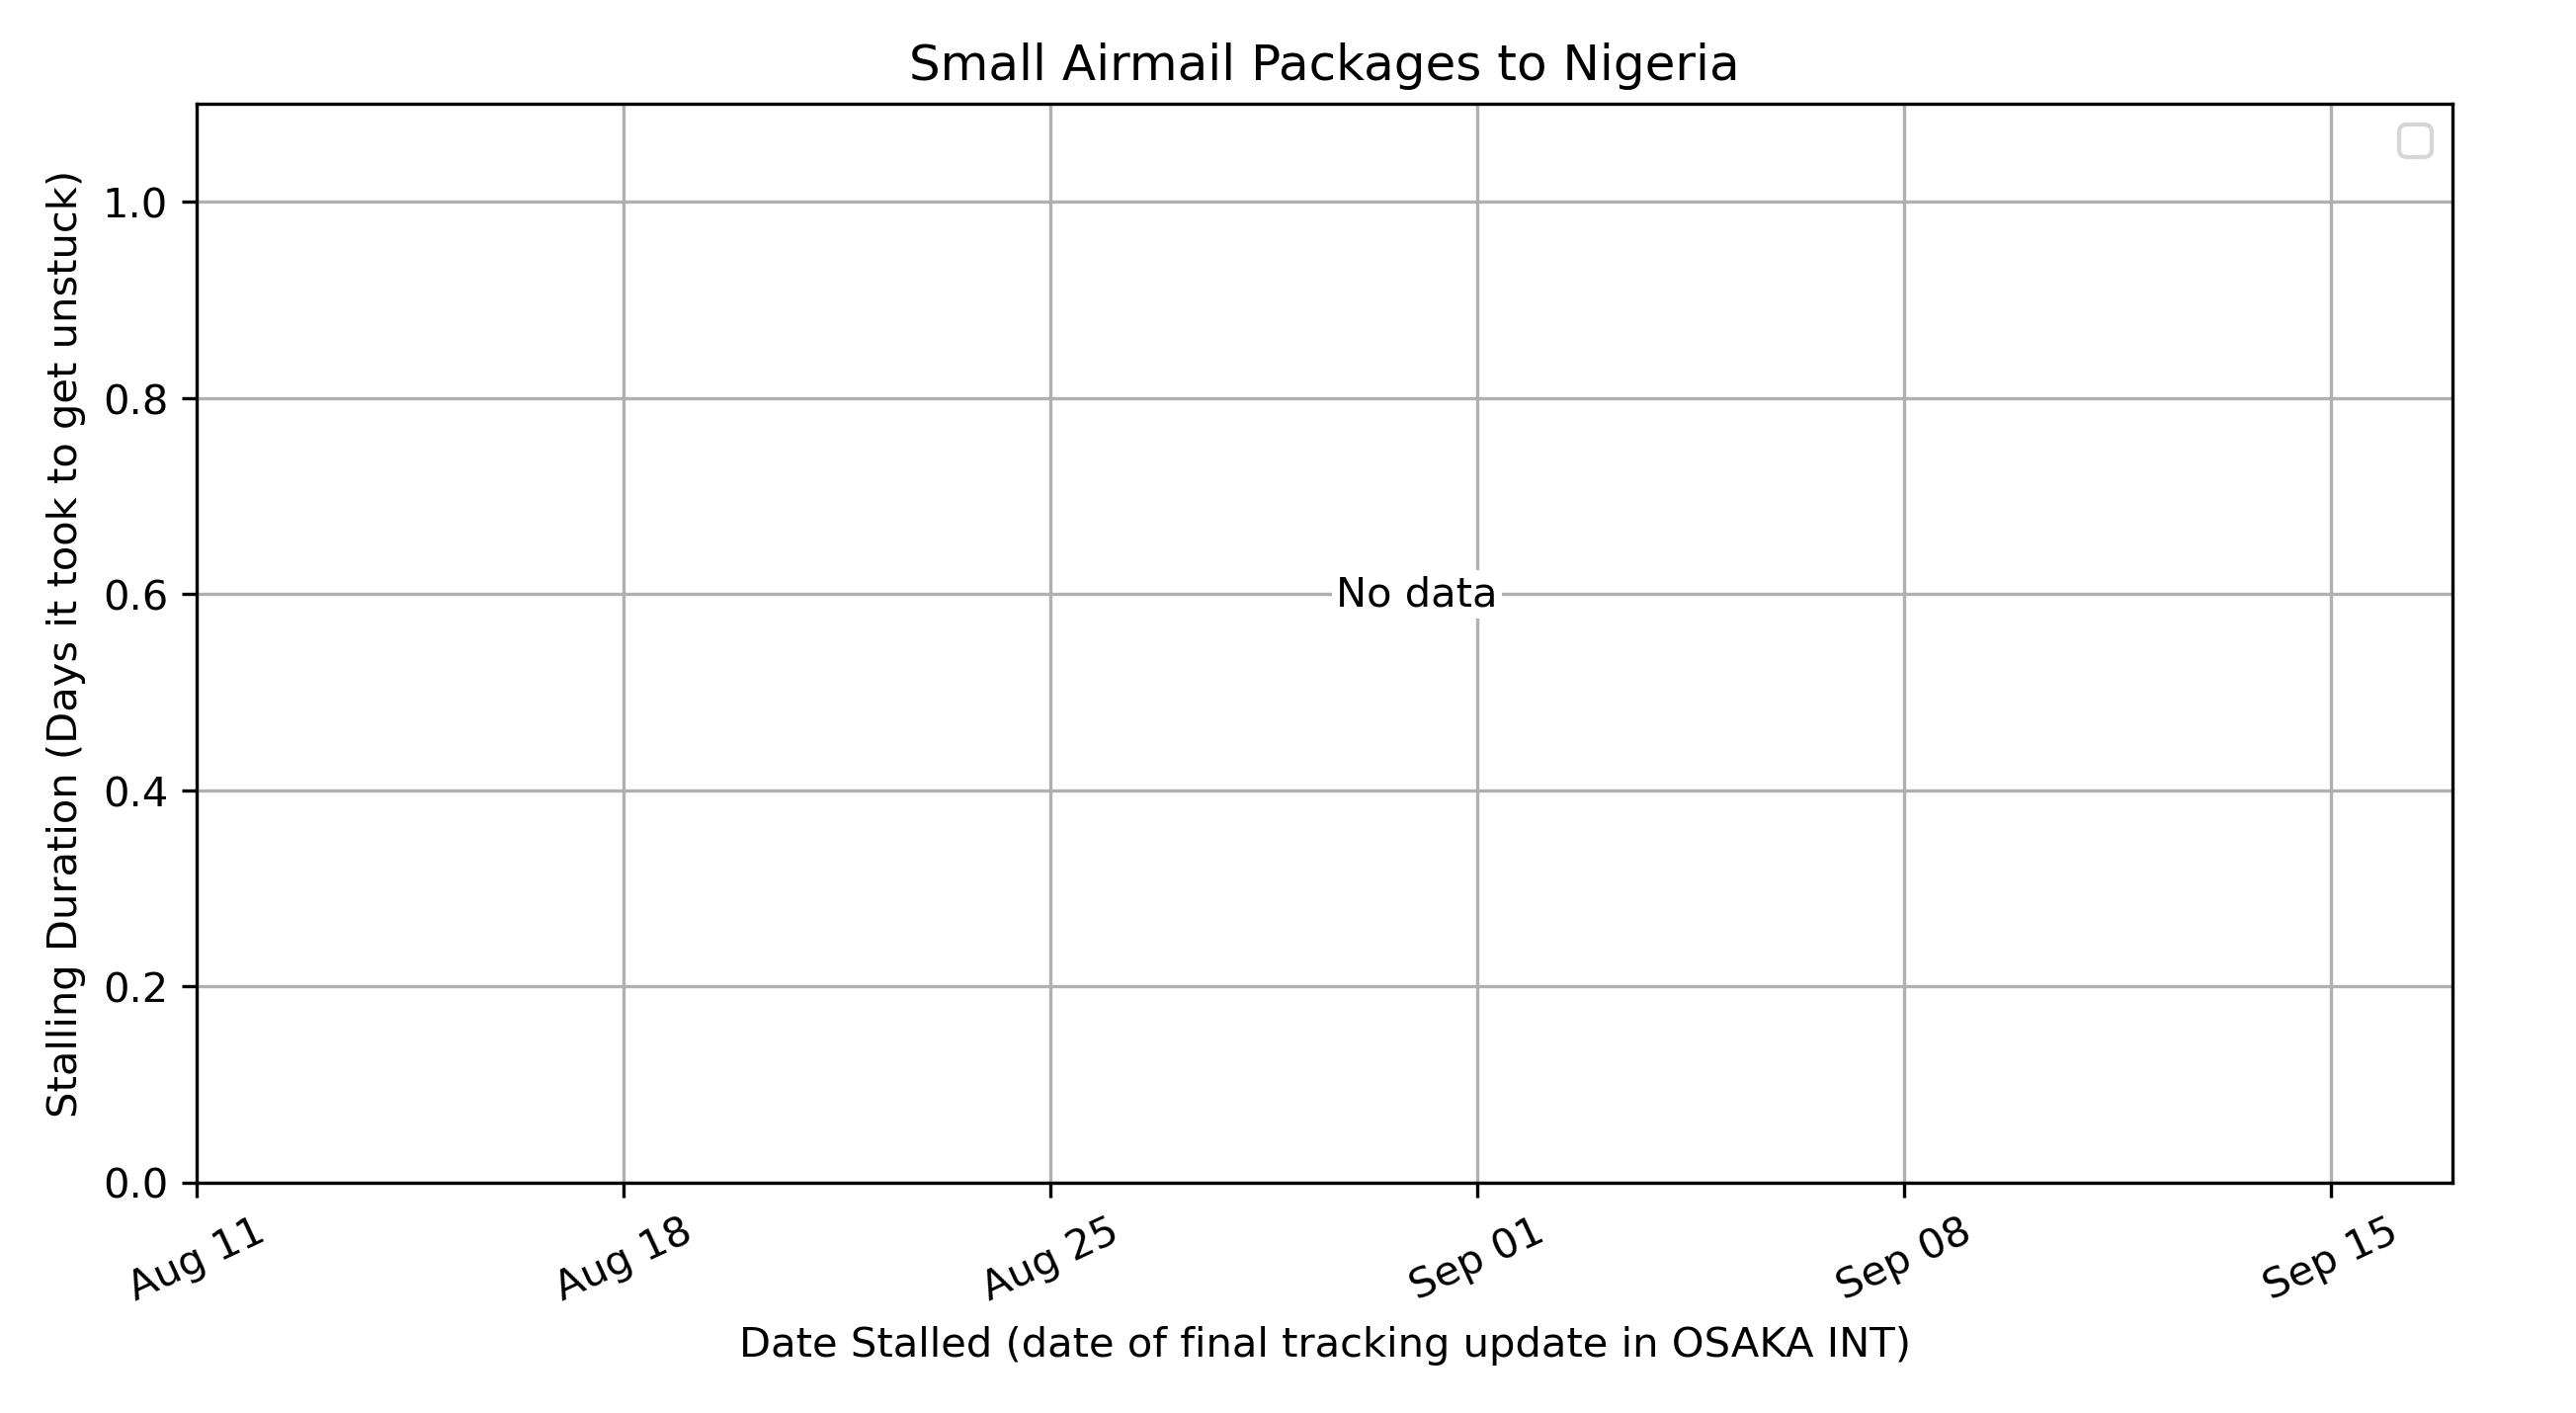 Small Airmail Packages to Nigeria
Stalling Duration (Days it took to get unstuck)
1.0
0.8
0.6
0.4
0.2
0.0
No data
Aug 11
Aug 18
Aug 25
Sep 01
Sep 08
Sep 15
Date Stalled (date of final tracking update in OSAKA INT)